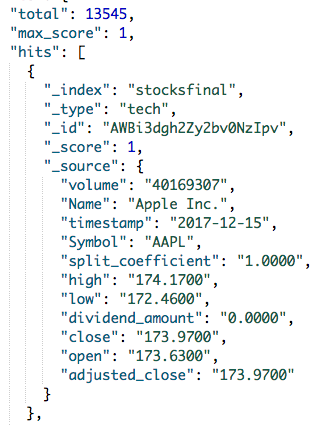 "total": 13545,
"max_score": 1,
"hits": [
{
"_index": "stocksfinal",
"_type": "tech",
"_id": "AWBi3dgh2Zy2bv0NzIpv",
"_score": 1,
"_source": {
"volume": "40169307",
"Name": "Apple Inc.",
"timestamp": "2017-12-15",
"Symbol": "AAPL",
"split_coefficient": "1.0000",
"high": "174.1700",
"low": "172.4600",
"dividend_amount": "0.0000",
"close": "173.9700",
"open": "173.6300",
"adjusted_close": "173.9700"
}
},